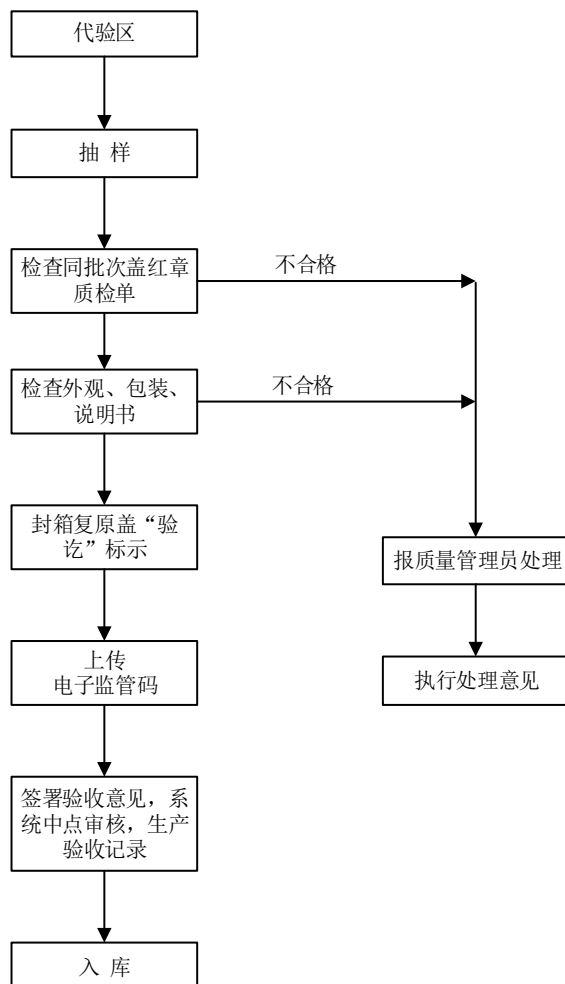 代验区
抽 样
检查同批次盖红章
质检单
不合格
检查外观、包装、
说明书
不合格
封箱复原盖“验
讫”标示
报质量管理员处理
上传
电子监管码
执行处理意见
签署验收意见，系
统中点审核，生产
验收记录
入 库